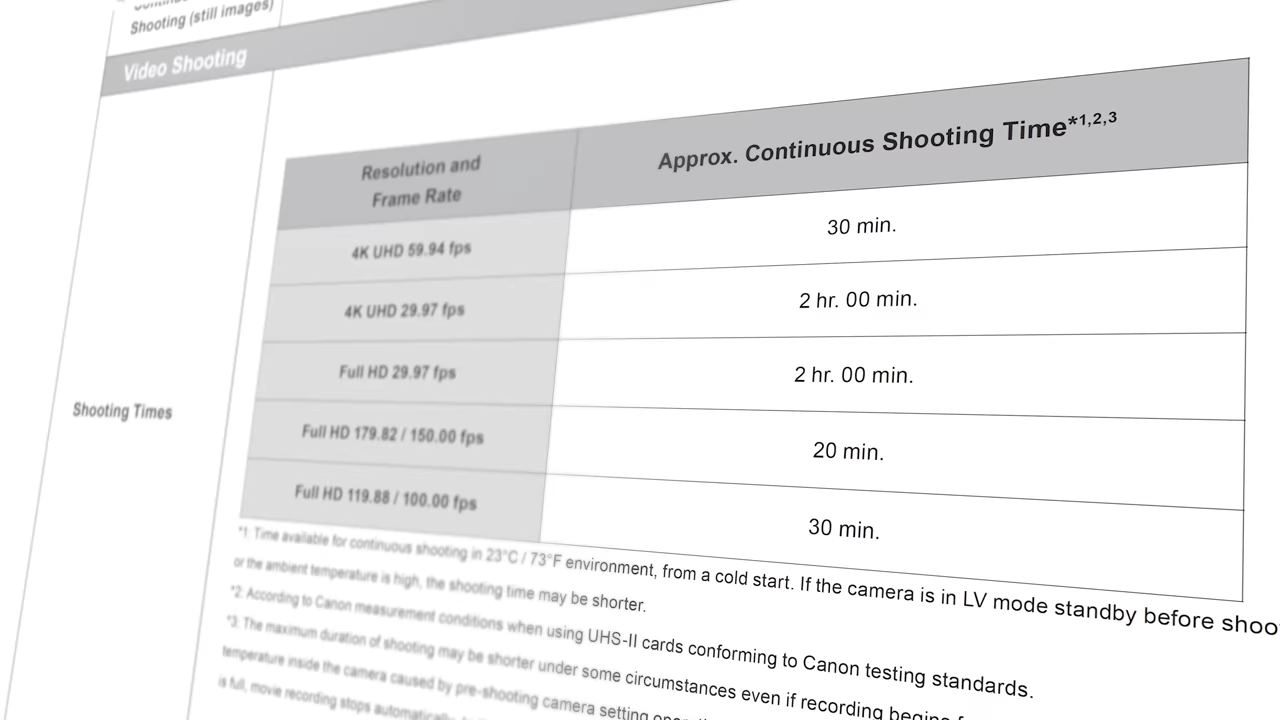 Shooting (still images)
Video Shooting
Resolution and
Frame Rate
Approx. Continuous Shooting Time*1,2,3
4K UHD 59.94 fps
30 min.
4K UHD 29.97 fps
2 hr. 00 min.
Full HD 29.97 fps
2 hr. 00 min.
Shooting Times
Full HD 179.82 / 150.00 fps
20 min.
Full HD 119.88 / 100.00 fps
30 min.
*1: Time available for continuous shooting in 23°C / 73°F environment, from a cold start. If the camera is in LV mode standby before
or the ambient temperature is high, the shooting time may be shorter.
*2: According to Canon measurement conditions when using UHS-II cards conforming to Canon testing standards.
*3: The maximum duration of shooting may be shorter under some circumstances even if recording begins
temperature inside the camera caused by pre-shooting camera setting
is full, movie recording stops automatically.